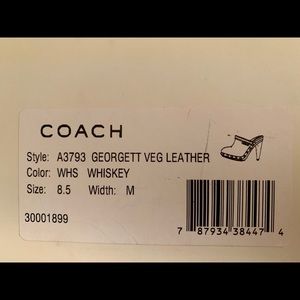 COACH
Style: A3793 GEORGETT VEG LEATHER
Color: WHS WHISKEY
Size: 8.5 Width: M
30001899
7 87934 38447 4